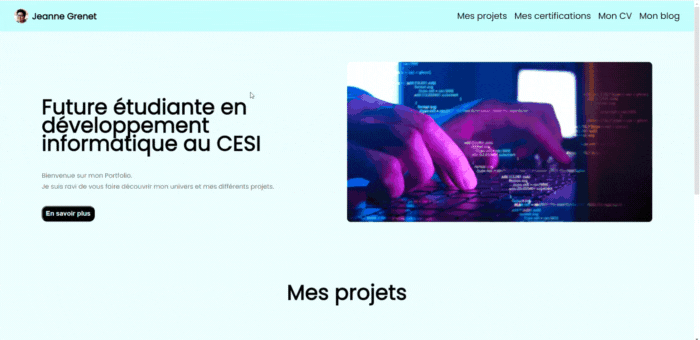 Jeanne Grenet
Mes projets Mes certifications Mon CV Mon blog
Future étudiante en
développement
informatique au CESI
Bienvenue sur mon Portfolio.
Je suis ravi de vous faire découvrir mon univers et mes différents projets.
En savoir plus
Mes projets